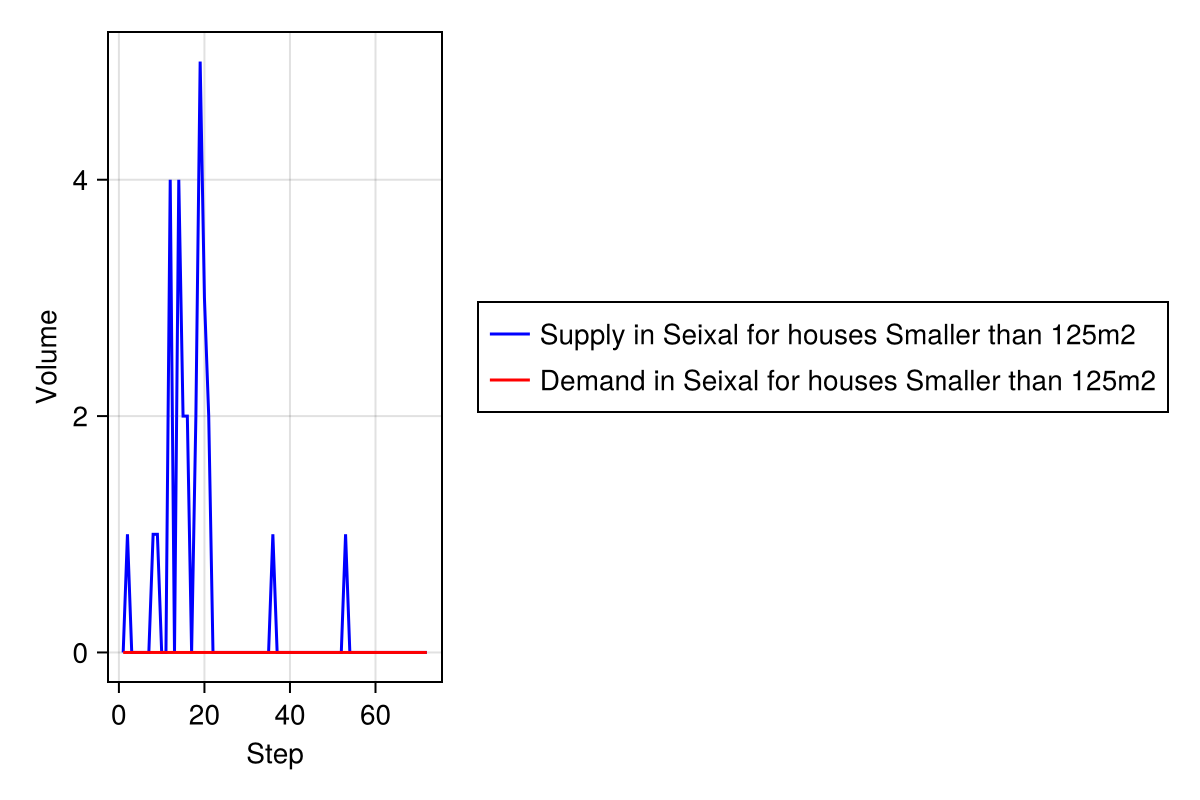 Volume
4
2
0
0 20 40 60
Step
Supply in Seixal for houses Smaller than 125m2
Demand in Seixal for houses Smaller than 125m2